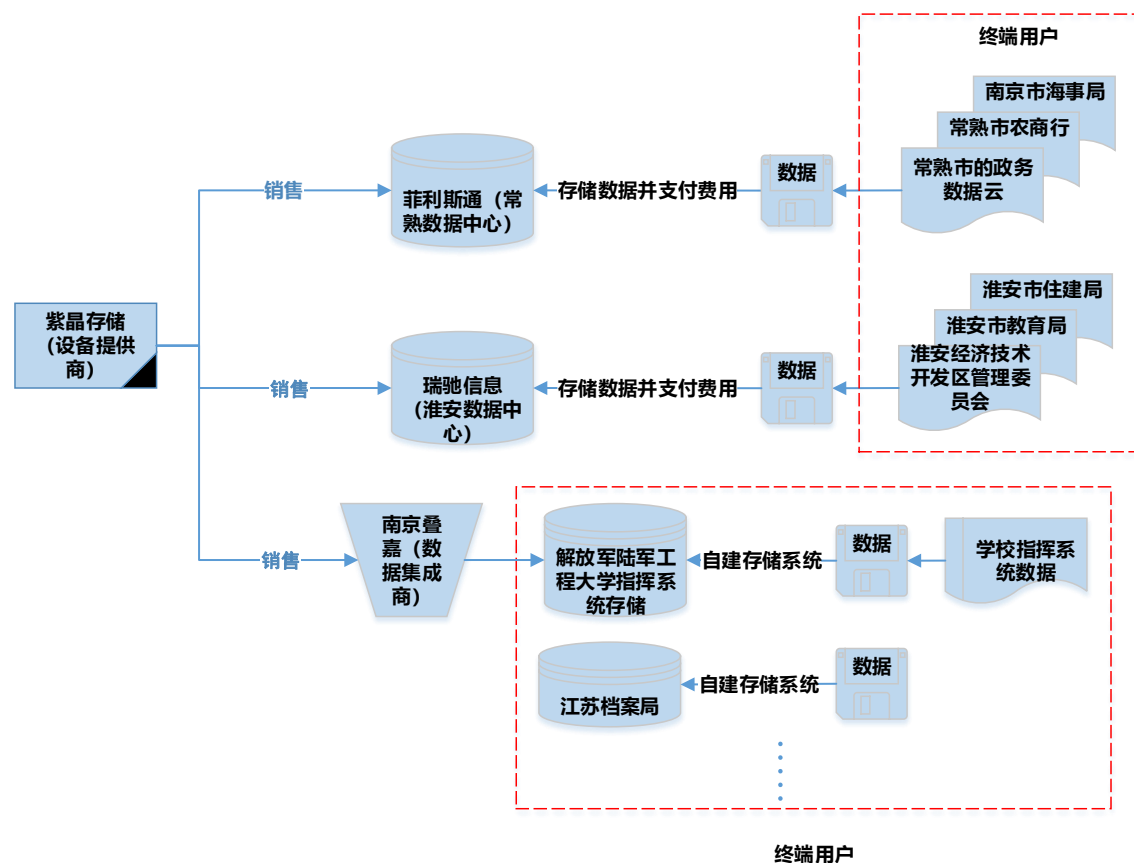 终端用户
南京市海事局
常熟市农商行
常熟市的政务
数据云
数据
存储数据并支付费用
菲利斯通（常
熟数据中心）
销售
淮安市住建局
淮安市教育局
淮安经济技术
开发区管理委
员会
数据
存储数据并支付费用
瑞驰信息
（淮安数据中
心）
销售
紫晶存储
（设备提供
商）
销售
南京叠
嘉（数
据集成
商）
解放军陆军工
程大学指挥系
统存储
自建存储系统
数据
学校指挥系
统数据
江苏档案局
自建存储系统
数据
终端用户